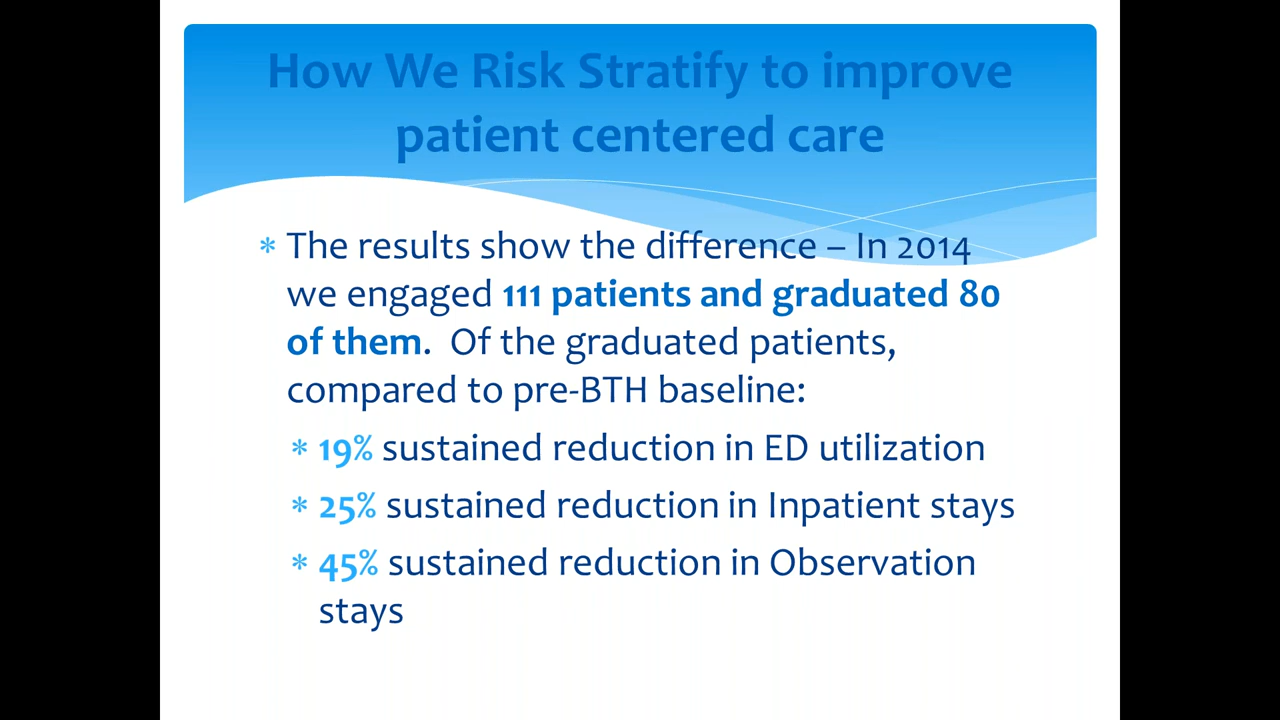 How We Risk Stratify to improve
patient centered care
* The results show the difference – In 2014
we engaged 111 patients and graduated 80
of them. Of the graduated patients,
compared to pre-BTH baseline:
* 19% sustained reduction in ED utilization
* 25% sustained reduction in Inpatient stays
* 45% sustained reduction in Observation
stays